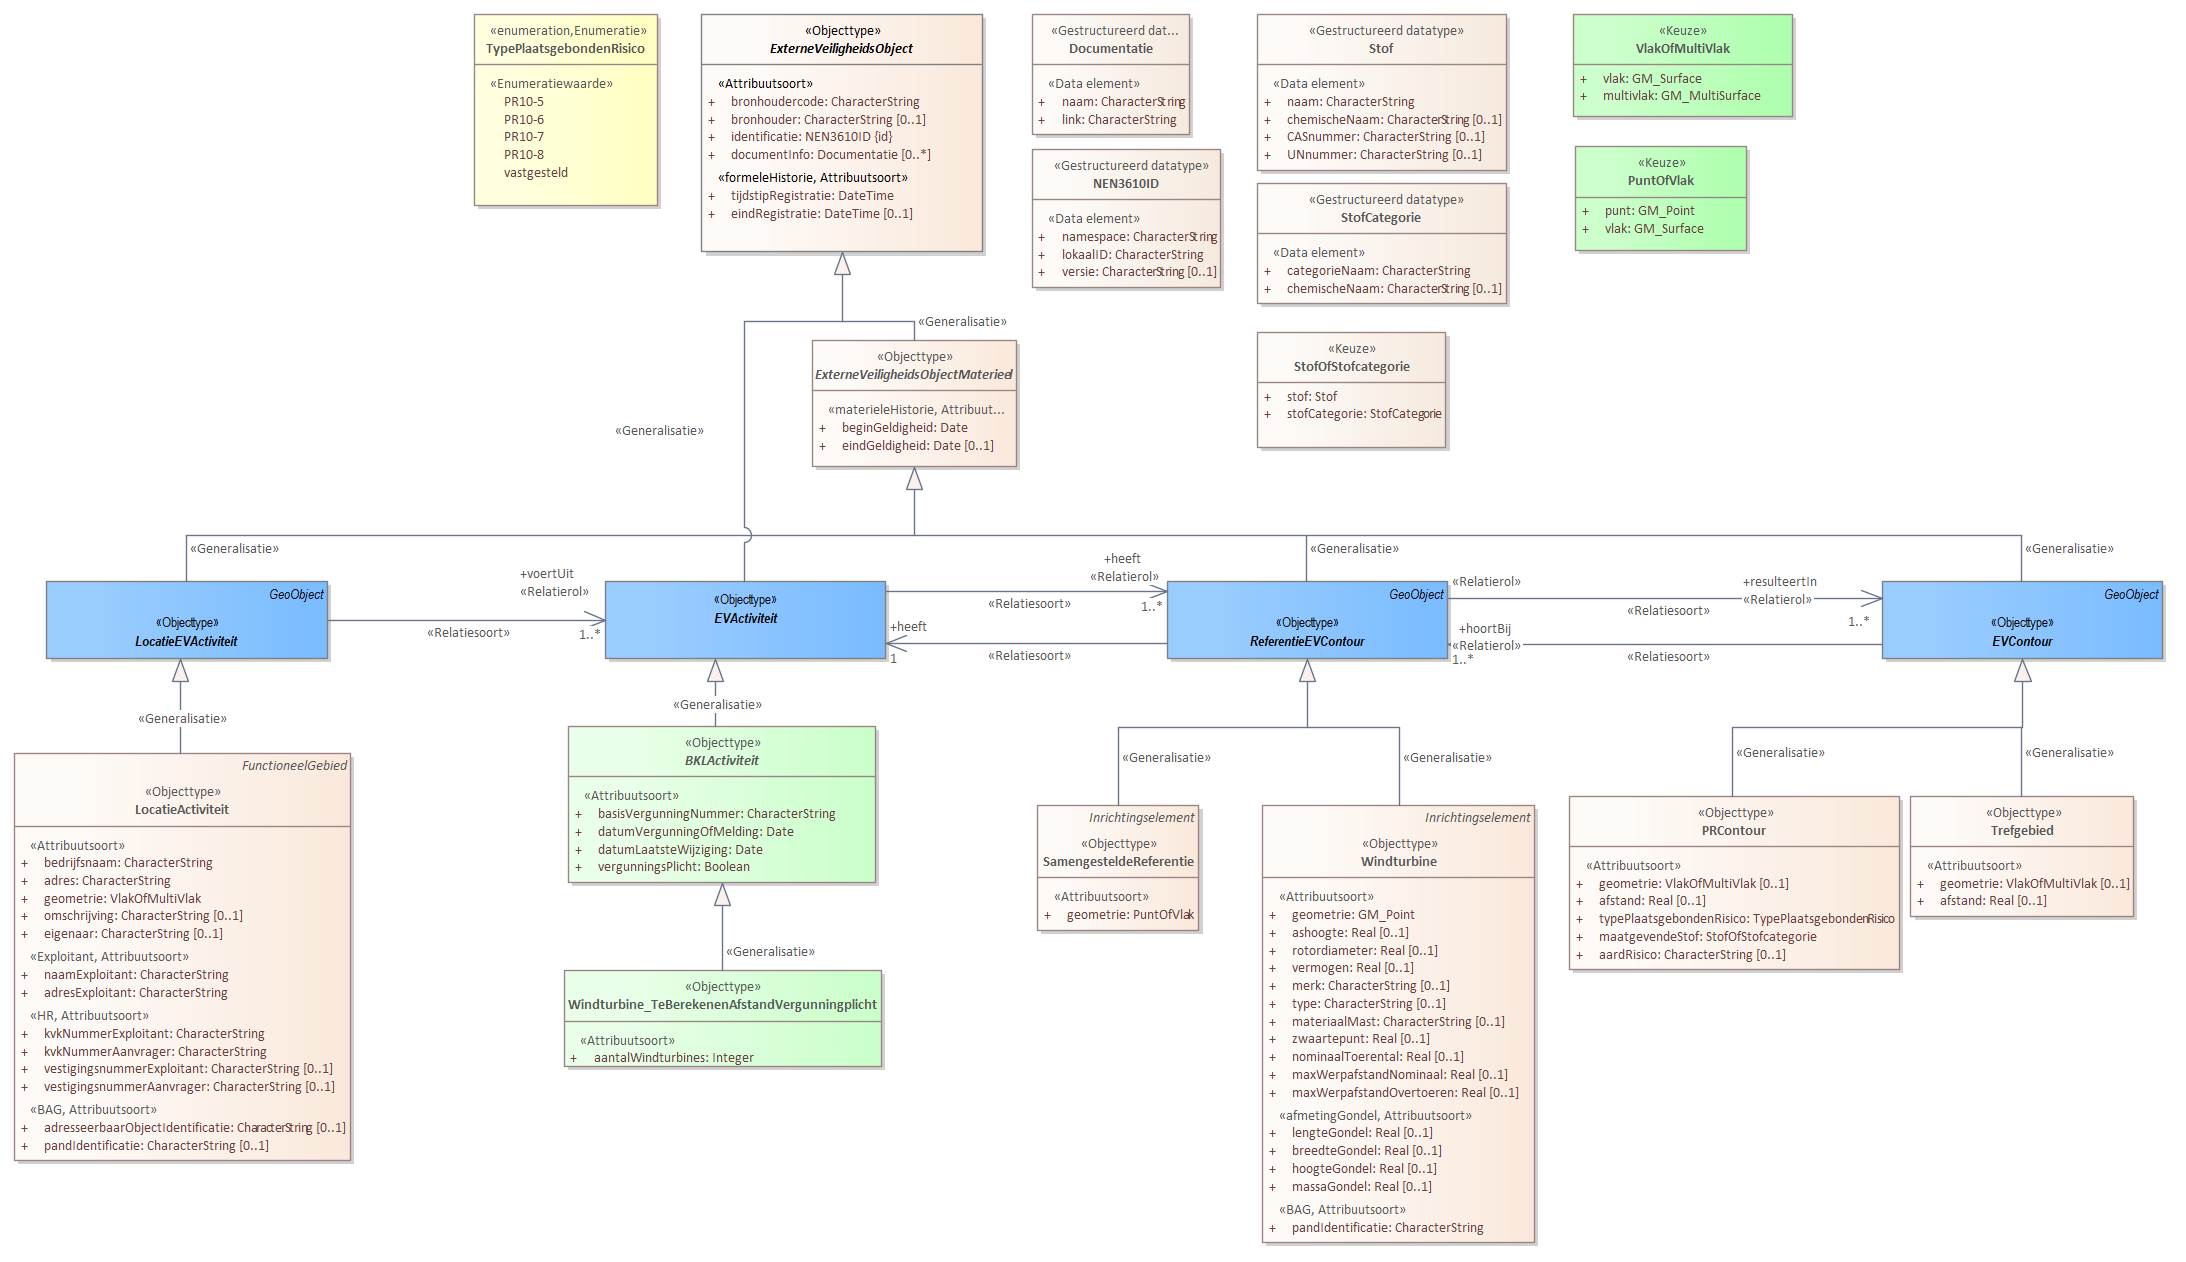 «enumeration,Enumeratie»
TypePlaatsgebondenRisico
«Enumeratiewaarde»
PR10-5
PR10-6
PR10-7
PR10-8
vastgesteld
«Objecttype»
ExterneVeiligheidsObject
«Attribuutsoort»
+ bronhoudercode: CharacterString
+ bronhouder: CharacterString [0..1]
+ identificatie: NEN3610ID {id}
+ documentInfo: Documentatie [0..*]
«formeleHistorie, Attribuutsoort»
+ tijdstipRegistratie: DateTime
+ eindRegistratie: DateTime [0..1]
«Gestructureerd dat...
Documentatie
«Data element»
+ naam: CharacterString
+ link: CharacterString
«Gestructureerd datatype»
NEN3610ID
«Data element»
+ namespace: CharacterString
+ lokaalID: CharacterString
+ versie: CharacterString [0..1]
«Gestructureerd datatype»
Stof
«Data element»
+ naam: CharacterString
+ chemischeNaam: CharacterString [0..1]
+ CASnummer: CharacterString [0..1]
+ UNnummer: CharacterString [0..1]
«Gestructureerd datatype»
StofCategorie
«Data element»
+ categorieNaam: CharacterString
+ chemischeNaam: CharacterString [0..1]
«Keuze»
StofOfStofcategorie
+ stof: Stof
+ stofCategorie: StofCategorie
«Keuze»
VlakOfMultiVlak
+ vlak: GM_Surface
+ multivlak: GM_MultiSurface
«Keuze»
PuntOfVlak
+ punt: GM_Point
+ vlak: GM_Surface
«Generalisatie»
«Objecttype»
ExterneVeiligheidsObjectMaterieel
«materieleHistorie, Attribuut...
+ beginGeldigheid: Date
+ eindGeldigheid: Date [0..1]
«Generalisatie»
«Generalisatie»
«Generalisatie»
«Generalisatie»
GeoObject
«Objecttype»
LocatieEVActiviteit
+voertUit
«Relatierol»
1..*
«Relatiesoort»
«Objecttype»
EVActiviteit
+heeft
«Relatierol»
1..*
«Relatiesoort»
+heeft
1
«Relatiesoort»
GeoObject
«Objecttype»
ReferentieEVContour
«Relatierol»
+resulteertIn
«Relatierol»
1..*
«Relatiesoort»
+hoortBij
«Relatierol»
1..*
«Relatiesoort»
GeoObject
«Objecttype»
EVContour
«Generalisatie»
«Generalisatie»
«Generalisatie»
«Generalisatie»
«Generalisatie»
«Generalisatie»
FunctioneelGebied
«Objecttype»
LocatieActiviteit
«Attribuutsoort»
+ bedrijfsnaam: CharacterString
+ adres: CharacterString
+ geometrie: VlakOfMultiVlak
+ omschrijving: CharacterString [0..1]
+ eigenaar: CharacterString [0..1]
«Exploitant, Attribuutsoort»
+ naamExploitant: CharacterString
+ adresExploitant: CharacterString
«HR, Attribuutsoort»
+ kvkNummerExploitant: CharacterString
+ kvkNummerAanvrager: CharacterString
+ vestigingsnummerExploitant: CharacterString [0..1]
+ vestigingsnummerAanvrager: CharacterString [0..1]
«BAG, Attribuutsoort»
+ adresseerbaarObjectIdentificatie: CharacterString [0..1]
+ pandIdentificatie: CharacterString [0..1]
«Objecttype»
BKLActiviteit
«Attribuutsoort»
+ basisVergunningNummer: CharacterString
+ datumVergunningOfMelding: Date
+ datumLaatsteWijziging: Date
+ vergunningsPlicht: Boolean
«Generalisatie»
«Objecttype»
Windturbine_TeBerekenenAfstandVergunningplicht
«Attribuutsoort»
+ aantalWindturbines: Integer
Inrichtingselement
«Objecttype»
SamengesteldeReferentie
«Attribuutsoort»
+ geometrie: PuntOfVlak
Inrichtingselement
«Objecttype»
Windturbine
«Attribuutsoort»
+ geometrie: GM_Point
+ ashoogte: Real [0..1]
+ rotordiameter: Real [0..1]
+ vermogen: Real [0..1]
+ merk: CharacterString [0..1]
+ type: CharacterString [0..1]
+ materiaalMast: CharacterString [0..1]
+ zwaartepunt: Real [0..1]
+ nominaalToerental: Real [0..1]
+ maxWerpafstandNominaal: Real [0..1]
+ maxWerpafstandOvertoeren: Real [0..1]
«afmetingGondel, Attribuutsoort»
+ lengteGondel: Real [0..1]
+ breedteGondel: Real [0..1]
+ hoogteGondel: Real [0..1]
+ massaGondel: Real [0..1]
«BAG, Attribuutsoort»
+ pandIdentificatie: CharacterString
«Objecttype»
PRContour
«Attribuutsoort»
+ geometrie: VlakOfMultiVlak [0..1]
+ afstand: Real [0..1]
+ typePlaatsgebondenRisico: TypePlaatsgebondenRisico
+ maatgevendeStof: StofOfStofcategorie
+ aardRisico: CharacterString [0..1]
«Objecttype»
Trefgebied
«Attribuutsoort»
+ geometrie: VlakOfMultiVlak [0..1]
+ afstand: Real [0..1]